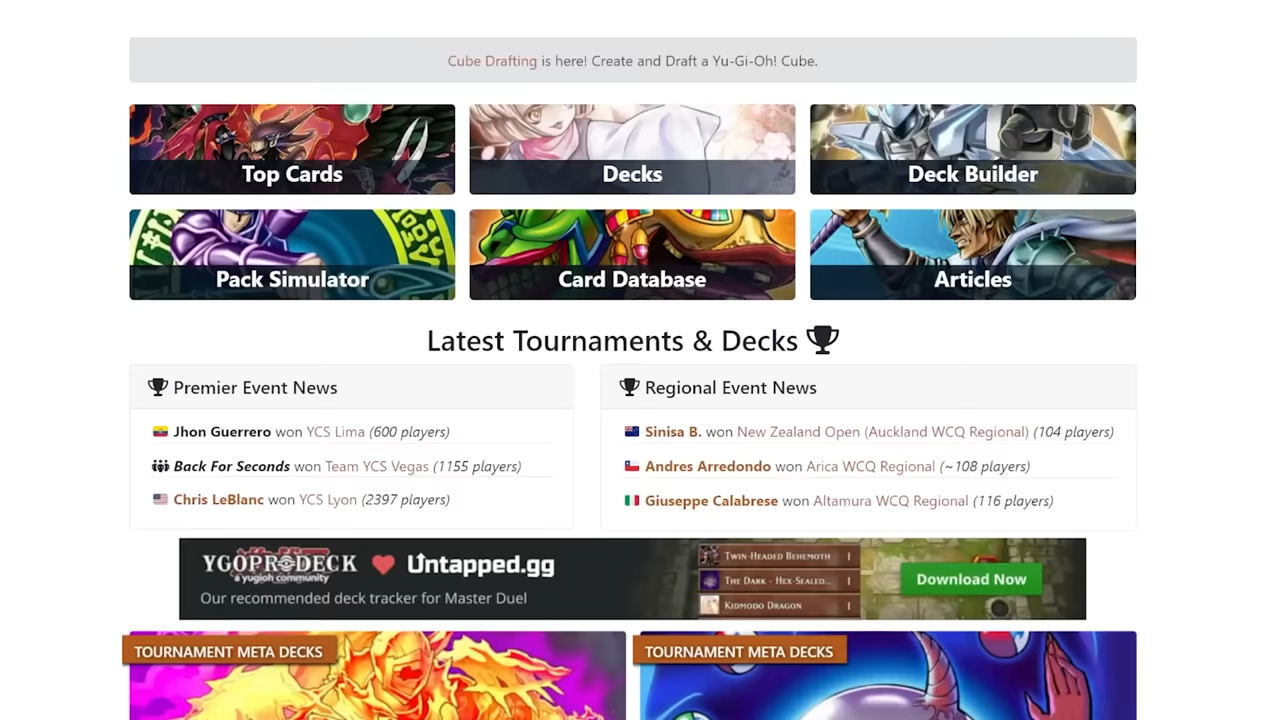 Cube Drafting is here! Create and Draft a Yu-Gi-Oh! Cube.
Top Cards
Decks
Deck Builder
Pack Simulator
Card Database
Articles
Latest Tournaments & Decks
Premier Event News
Jhon Guerrero won YCS Lima (600 players)
Back For Seconds won Team YCS Vegas (1155 players)
Chris LeBlanc won YCS Lyon (2397 players)
Regional Event News
Sinisa B. won New Zealand Open (Auckland WCQ Regional) (104 players)
Andres Arredondo won Arica WCQ Regional (~108 players)
Giuseppe Calabrese won Altamura WCQ Regional (116 players)
YGOPRODECK
a yugioh community
Untapped.gg
Our recommended deck tracker for Master Duel
Twin-Headed Behemoth 1
The Dark - Hex-Sealed... 1
Kidmodo Dragon 1
Download Now
TOURNAMENT META DECKS
TOURNAMENT META DECKS